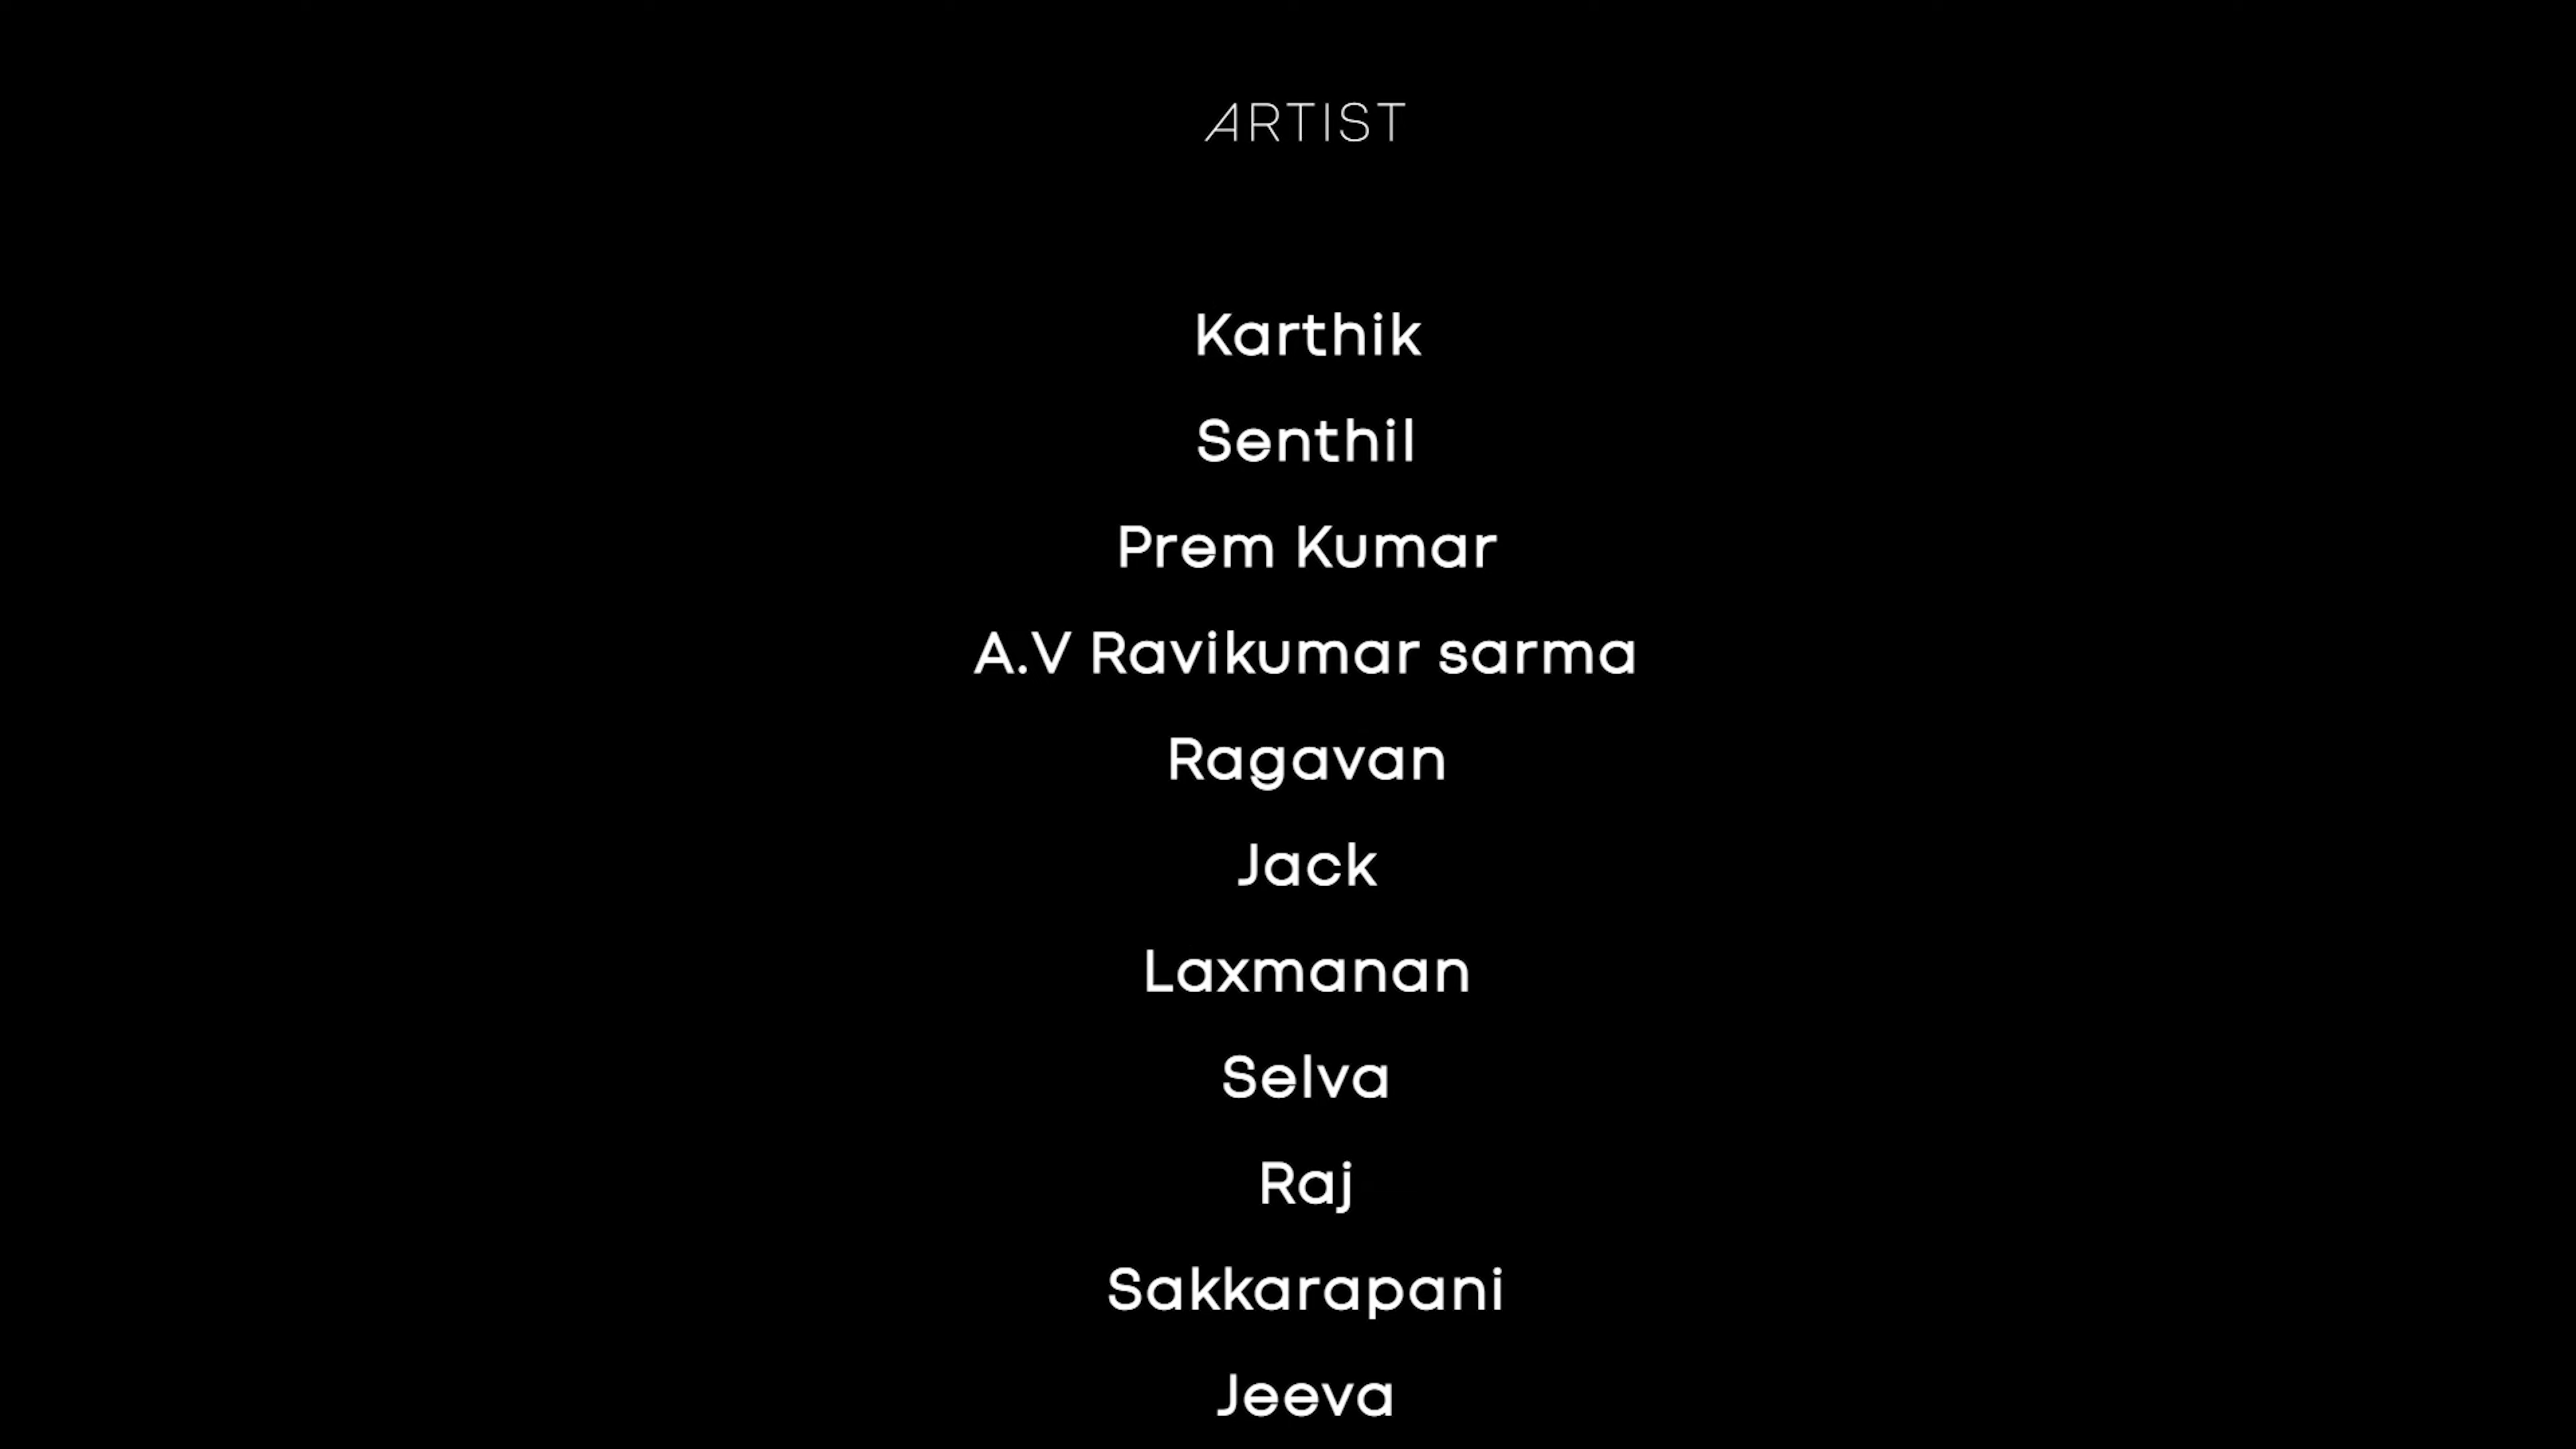 ARTIST
Karthik
Senthil
Prem Kumar
A.V Ravikumar sarma
Ragavan
Jack
Laxmanan
Selva
Raj
Sakkarapani
Jeeva